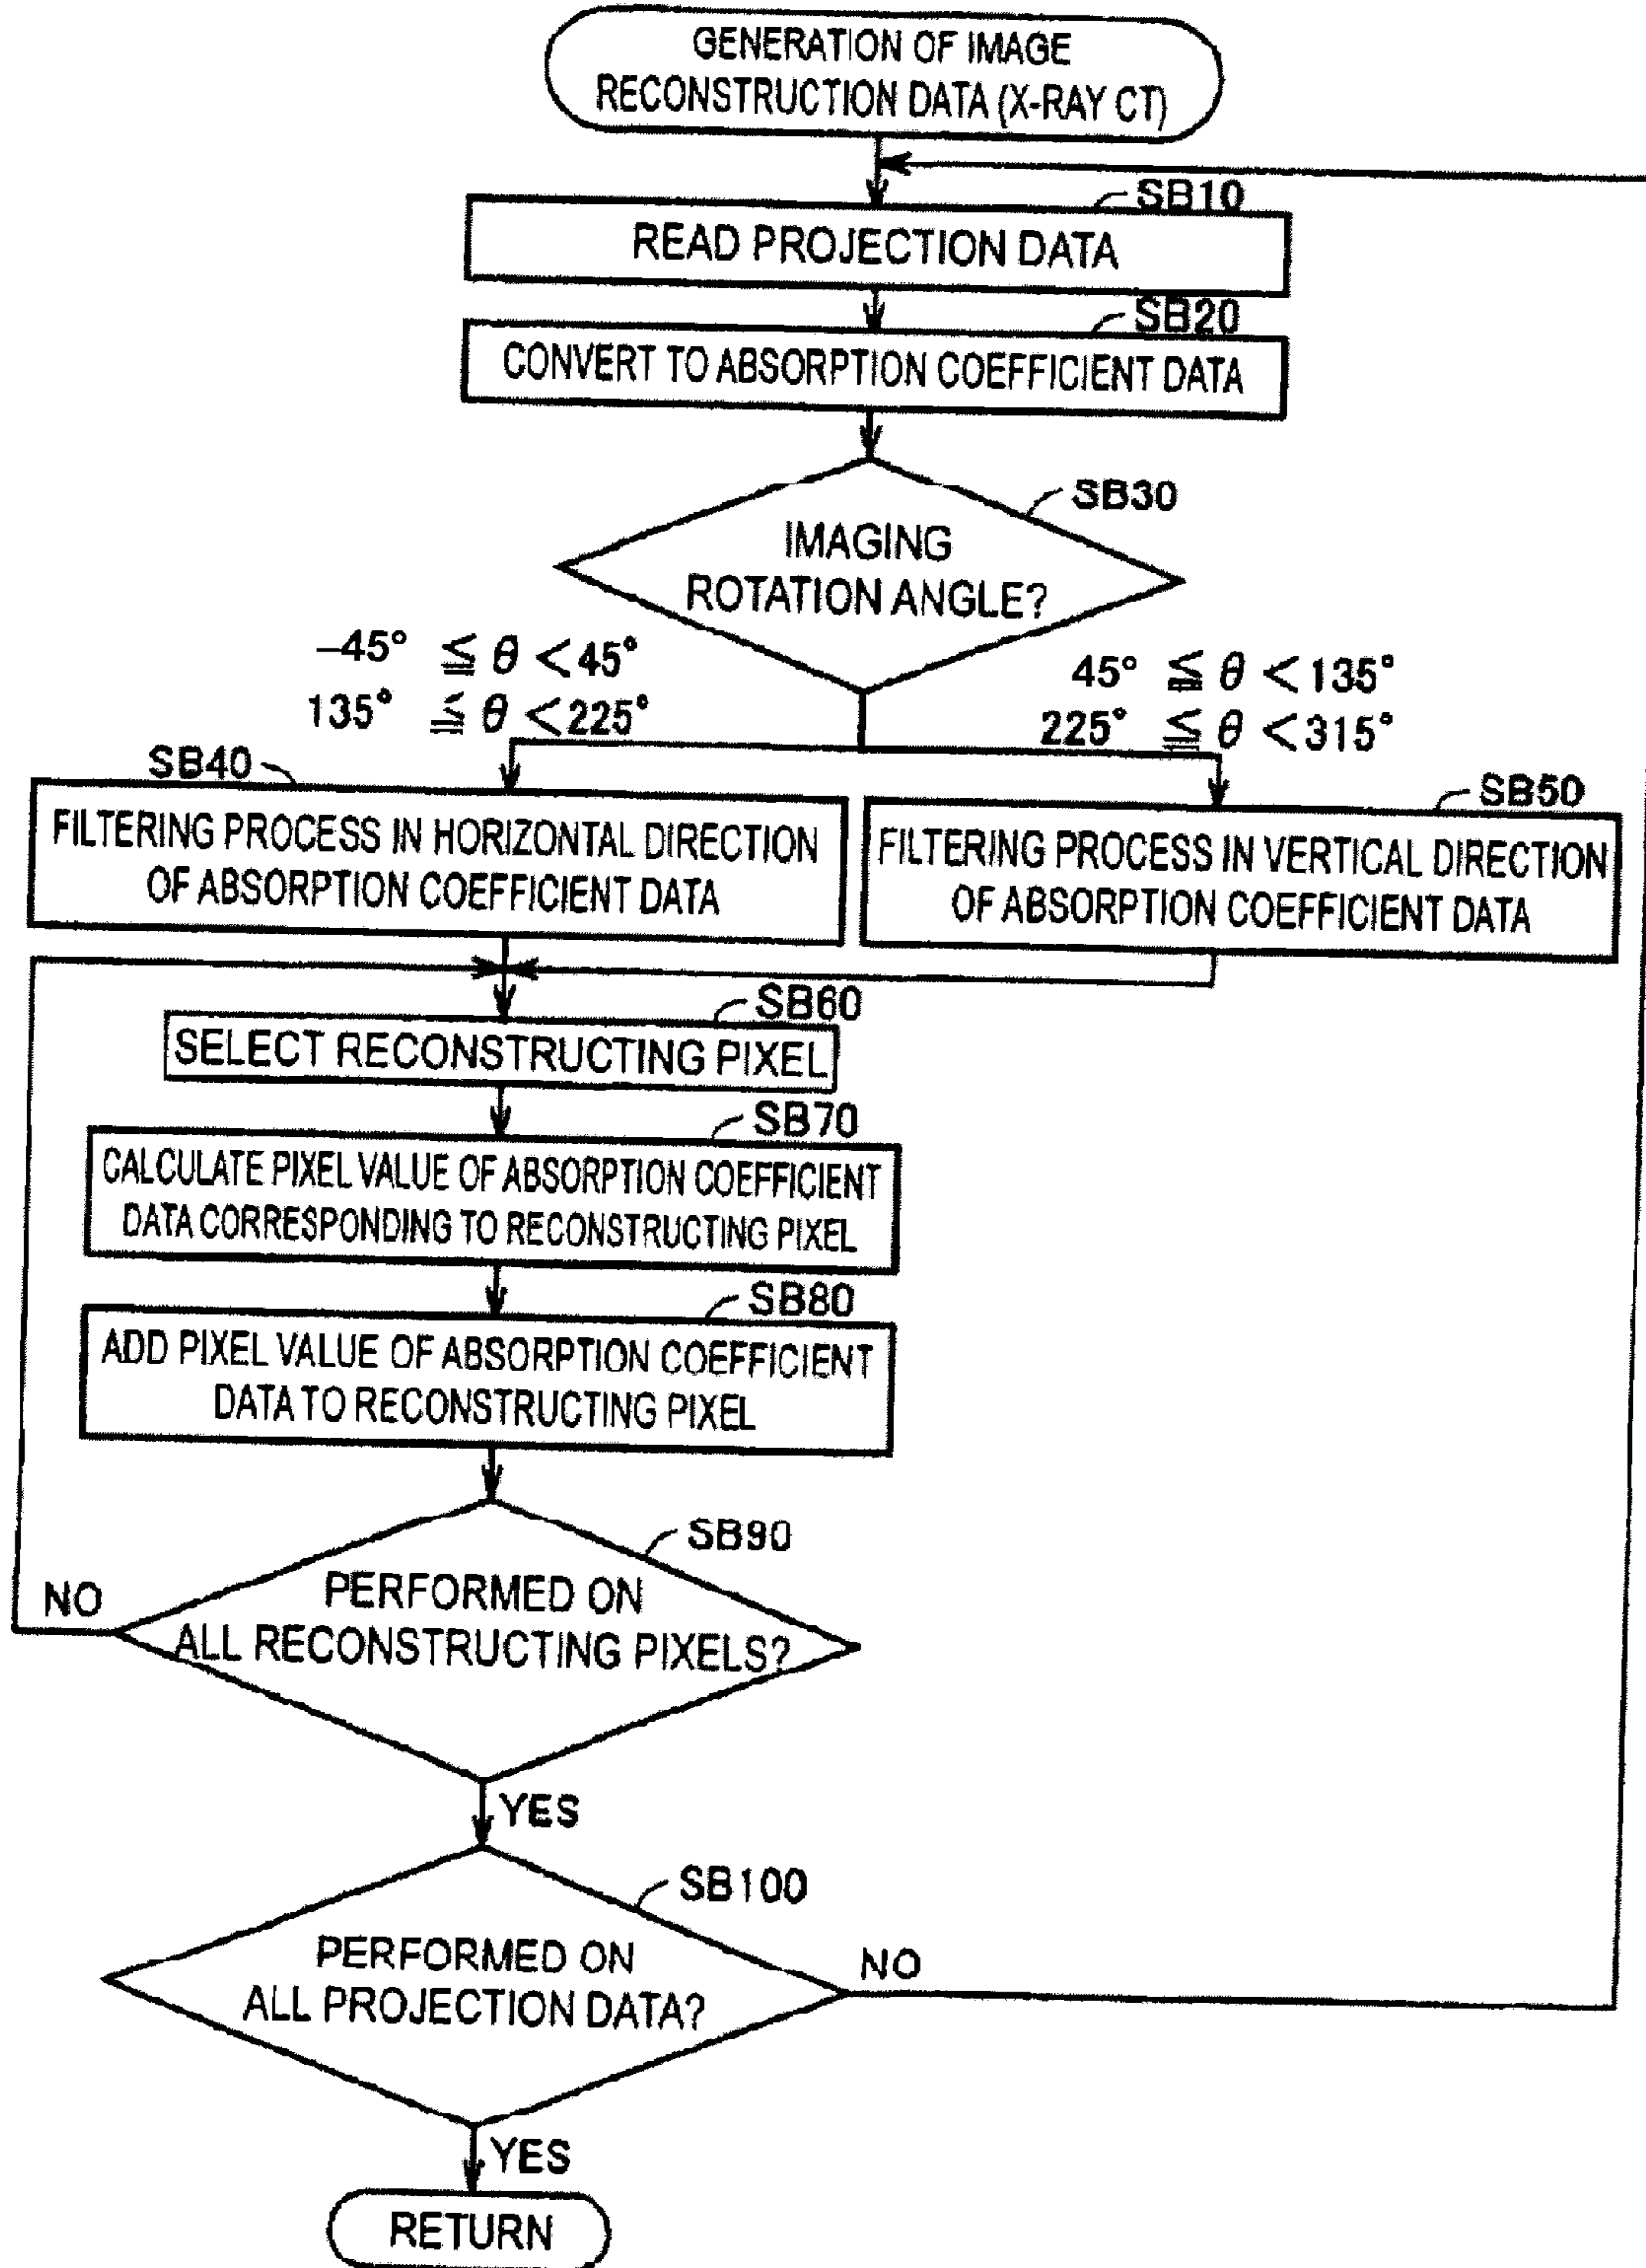 GENERATION OF IMAGE
RECONSTRUCTION DATA (X-RAY CT)
SB10
READ PROJECTION DATA
SB20
CONVERT TO ABSORPTION COEFFICIENT DATA
SB30
IMAGING
ROTATION ANGLE?
−45° ≦ θ < 45°
135° ≦ θ < 225°
45° ≦ θ < 135°
225° ≦ θ < 315°
SB40
FILTERING PROCESS IN HORIZONTAL DIRECTION
OF ABSORPTION COEFFICIENT DATA
SB50
FILTERING PROCESS IN VERTICAL DIRECTION
OF ABSORPTION COEFFICIENT DATA
SB60
SELECT RECONSTRUCTING PIXEL
SB70
CALCULATE PIXEL VALUE OF ABSORPTION COEFFICIENT
DATA CORRESPONDING TO RECONSTRUCTING PIXEL
SB80
ADD PIXEL VALUE OF ABSORPTION COEFFICIENT
DATA TO RECONSTRUCTING PIXEL
SB90
PERFORMED ON
ALL RECONSTRUCTING PIXELS?
NO
YES
SB100
PERFORMED ON
ALL PROJECTION DATA?
NO
YES
RETURN